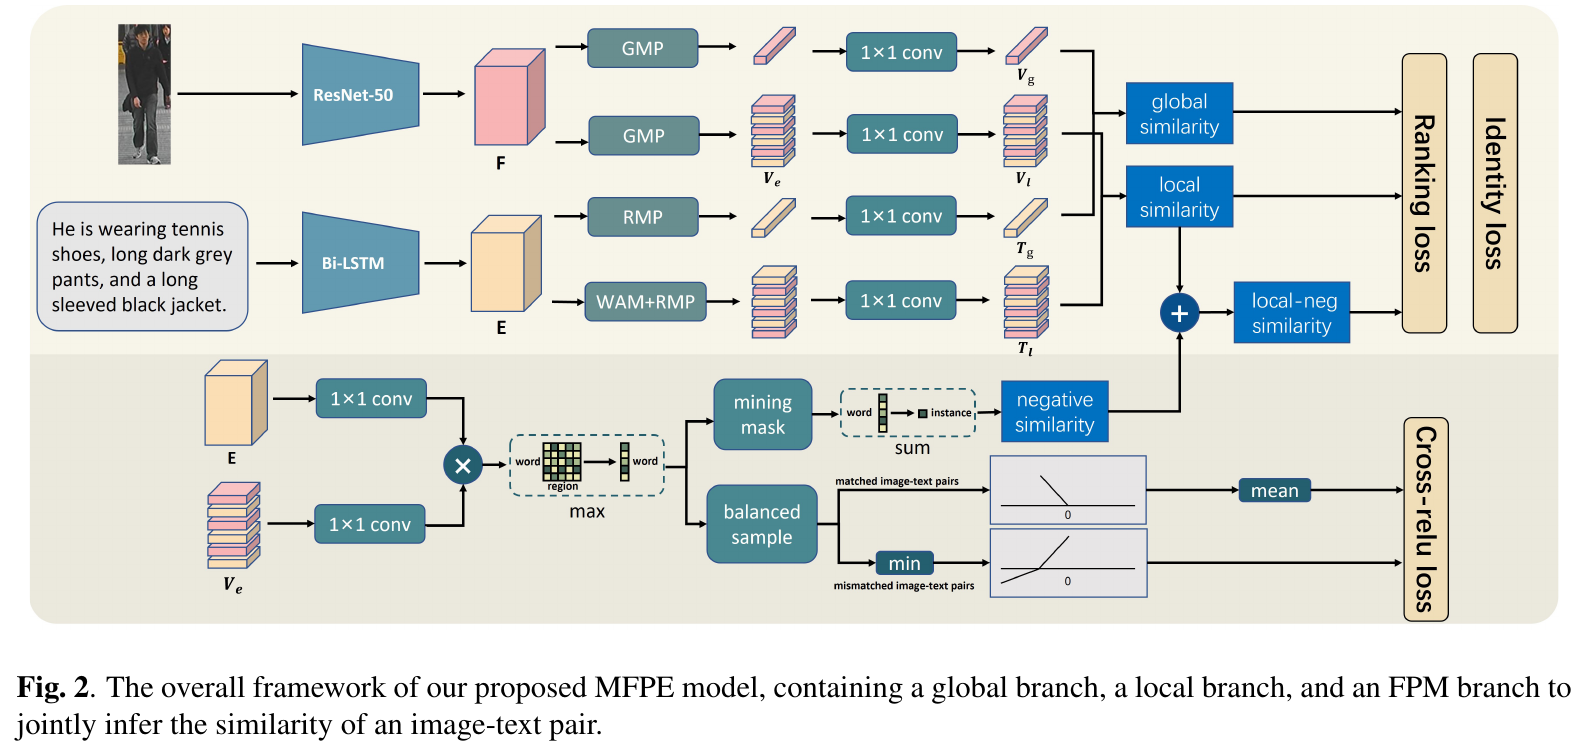 ResNet-50
F
GMP
1×1 conv
V_g
GMP
V_e
1×1 conv
V_l
He is wearing tennis
shoes, long dark grey
pants, and a long
sleeved black jacket.
Bi-LSTM
E
RMP
1×1 conv
T_g
WAM+RMP
1×1 conv
T_l
global
similarity
local
similarity
+
local-neg
similarity
Ranking loss
Identity loss
E
1×1 conv
V_e
1×1 conv
×
word
region
word
max
mining
mask
word
instance
sum
negative
similarity
balanced
sample
matched image-text pairs
0
mean
min
mismatched image-text pairs
0
Cross-relu loss
Fig. 2. The overall framework of our proposed MFPE model, containing a global branch, a local branch, and an FPM branch to
jointly infer the similarity of an image-text pair.